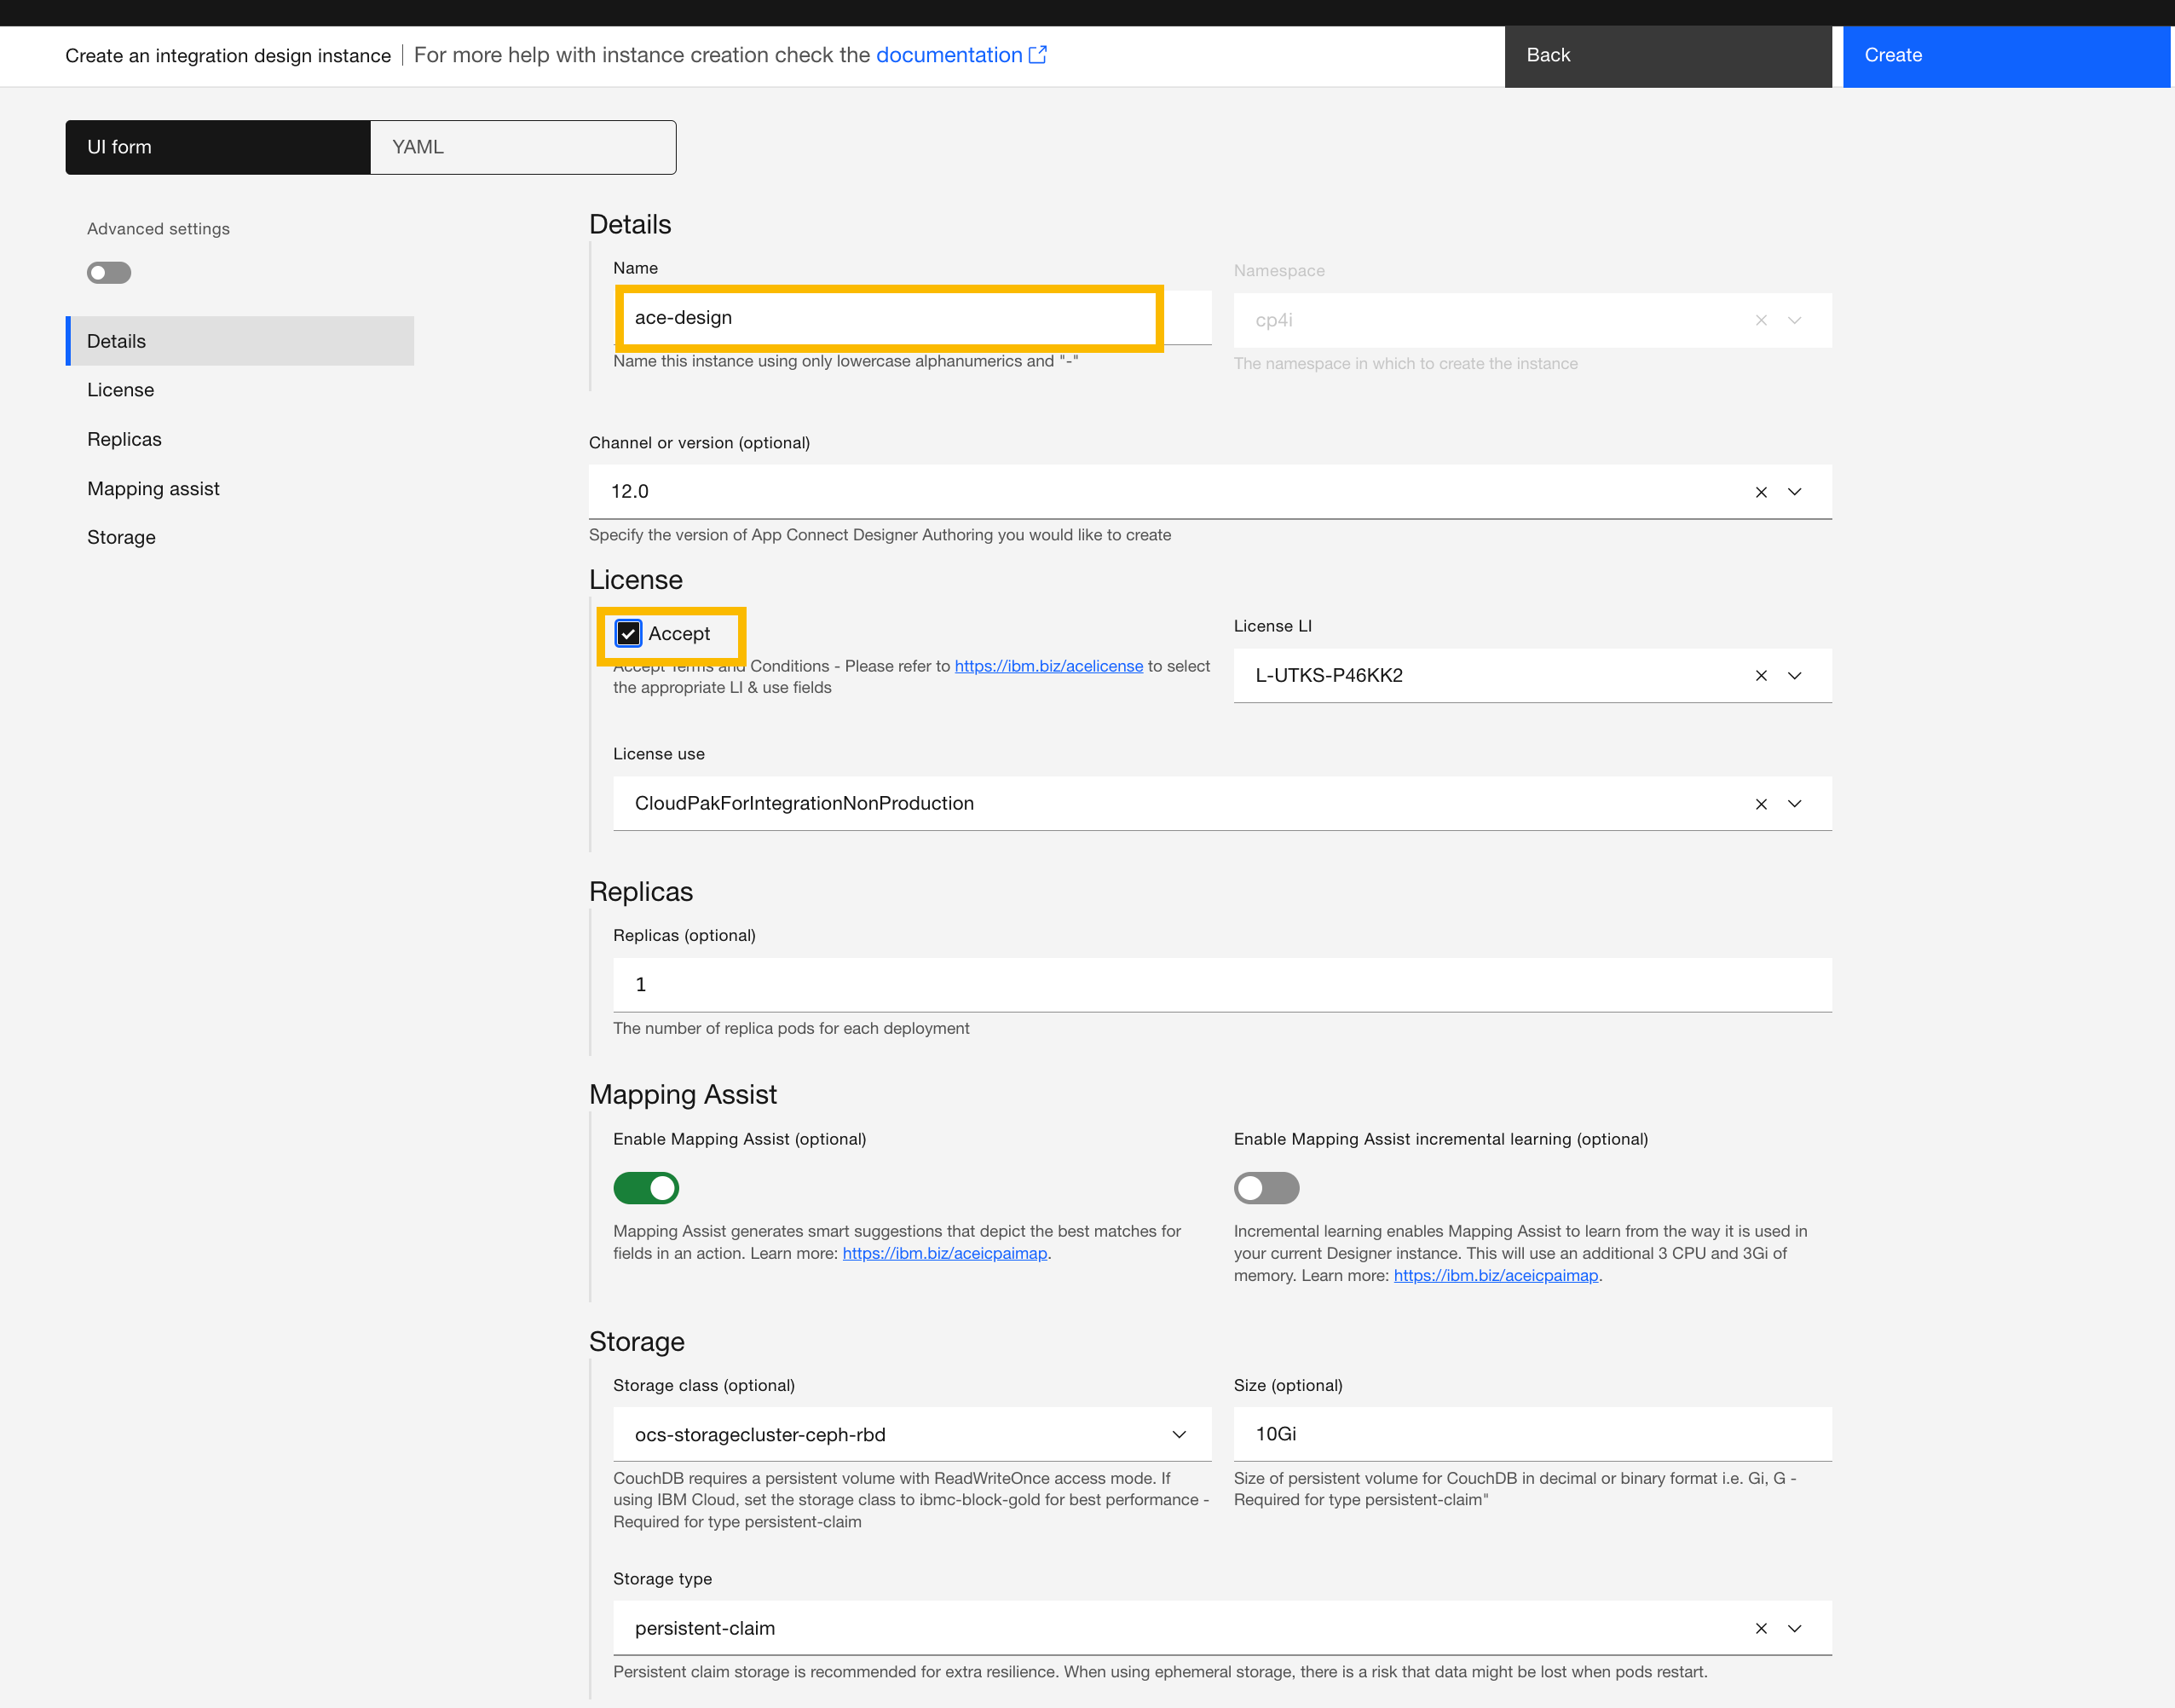 Create an integration design instance
For more help with instance creation check the documentation
Back
Create
UI form
YAML
Advanced settings
Details
License
Replicas
Mapping assist
Storage
Details
Name
ace-design
Name this instance using only lowercase alphanumerics and "-"
Namespace
cp4i
The namespace in which to create the instance
Channel or version (optional)
12.0
Specify the version of App Connect Designer Authoring you would like to create
License
Accept
Accept Terms and Conditions - Please refer to https://ibm.biz/acelicense to select
the appropriate LI & use fields
License LI
L-UTKS-P46KK2
License use
CloudPakForIntegrationNonProduction
Replicas
Replicas (optional)
1
The number of replica pods for each deployment
Mapping Assist
Enable Mapping Assist (optional)
Mapping Assist generates smart suggestions that depict the best matches for
fields in an action. Learn more: https://ibm.biz/aceicpaimap.
Enable Mapping Assist incremental learning (optional)
Incremental learning enables Mapping Assist to learn from the way it is used in
your current Designer instance. This will use an additional 3 CPU and 3Gi of
memory. Learn more: https://ibm.biz/aceicpaimap.
Storage
Storage class (optional)
ocs-storagecluster-ceph-rbd
CouchDB requires a persistent volume with ReadWriteOnce access mode. If
using IBM Cloud, set the storage class to ibmc-block-gold for best performance -
Required for type persistent-claim
Size (optional)
10Gi
Size of persistent volume for CouchDB in decimal or binary format i.e. Gi, G -
Required for type persistent-claim"
Storage type
persistent-claim
Persistent claim storage is recommended for extra resilience. When using ephemeral storage, there is a risk that data might be lost when pods restart.